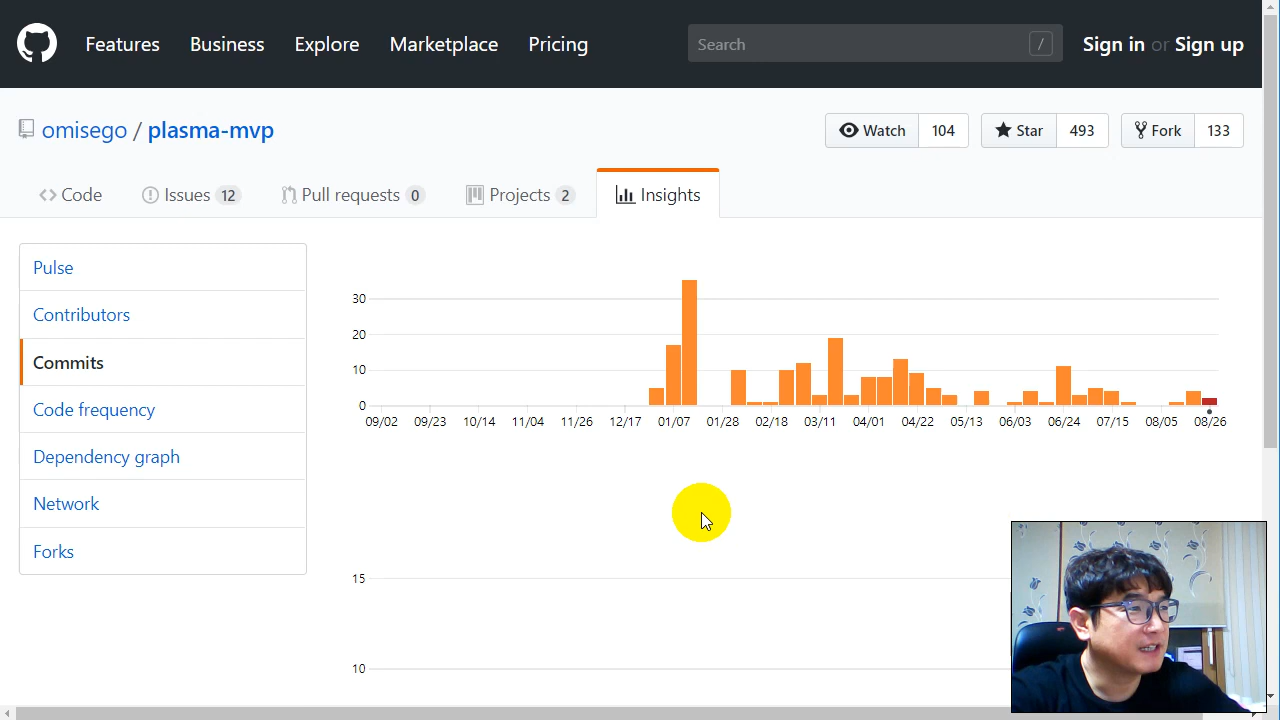 Features Business Explore Marketplace Pricing Search / Sign in or Sign up
omisego / plasma-mvp Watch 104 Star 493 Fork 133
Code Issues 12 Pull requests 0 Projects 2 Insights
Pulse
Contributors
Commits
Code frequency
Dependency graph
Network
Forks
30
20
10
0
09/02 09/23 10/14 11/04 11/26 12/17 01/07 01/28 02/18 03/11 04/01 04/22 05/13 06/03 06/24 07/15 08/05 08/26
15
10